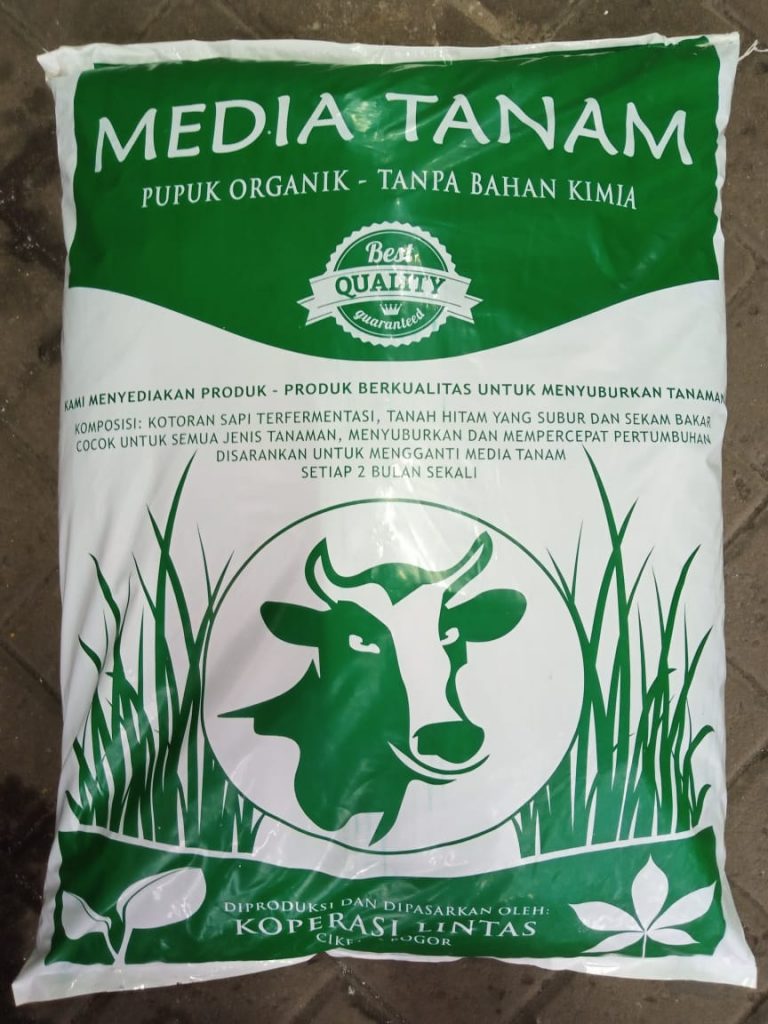 MEDIA TANAM
PUPUK ORGANIK - TANPA BAHAN KIMIA
Best
QUALITY
guaranteed
KAMI MENYEDIAKAN PRODUK - PRODUK BERKUALITAS UNTUK MENYUBURKAN TANAMAN
KOMPOSISI: KOTORAN SAPI TERFERMENTASI, TANAH HITAM YANG SUBUR DAN SEKAM BAKAR
COCOK UNTUK SEMUA JENIS TANAMAN, MENYUBURKAN DAN MEMPERCEPAT PERTUMBUHAN
DISARANKAN UNTUK MENGGANTI MEDIA TANAM
SETIAP 2 BULAN SEKALI
DIPRODUKSI DAN DIPASARKAN OLEH:
KOPERASI LINTAS
BOGOR